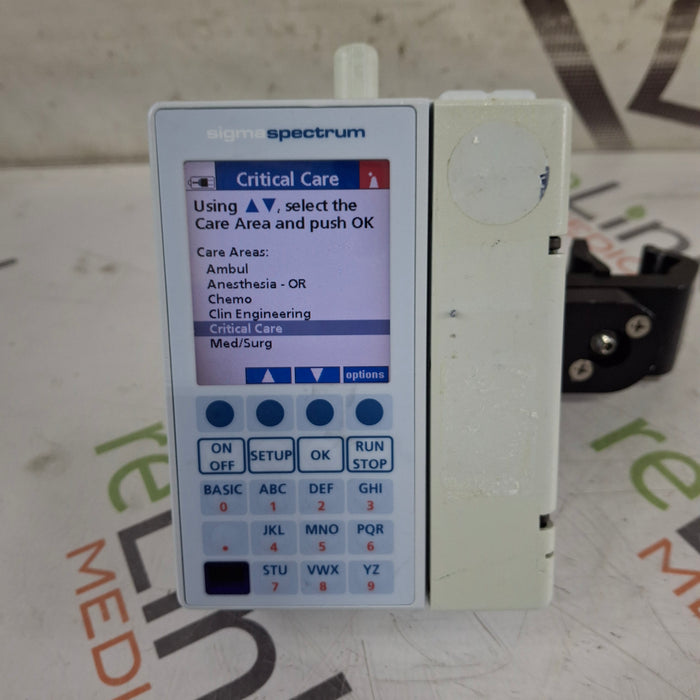 sigmaspectrum
Critical Care
Using ▲▼, select the
Care Area and push OK
Care Areas:
Ambul
Anesthesia - OR
Chemo
Clin Engineering
Critical Care
Med/Surg
▲ ▼ options
ON OFF
SETUP
OK
RUN STOP
BASIC 0
ABC 1
DEF 2
GHI 3
.
JKL 4
MNO 5
PQR 6
STU 7
VWX 8
YZ 9
reLink
MEDICAL